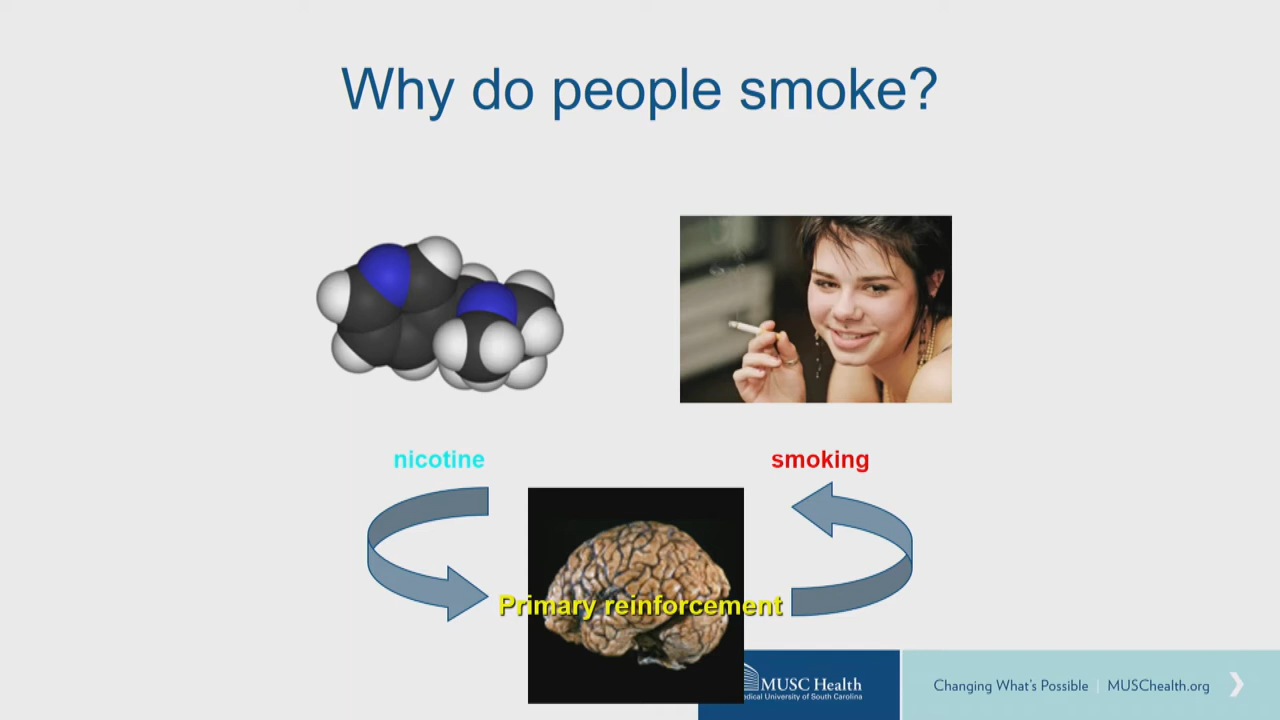 Why do people smoke?
nicotine
smoking
Primary reinforcement
MUSC Health
edical University of South Carolina
Changing What's Possible | MUSChealth.org